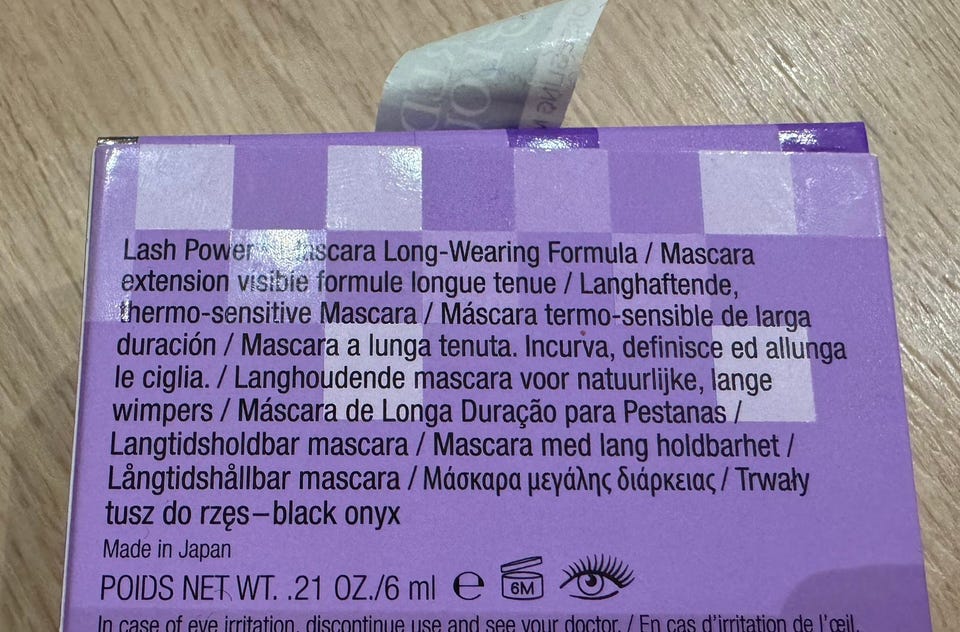 Lash Power Mascara Long-Wearing Formula / Mascara
extension visible formule longue tenue / Langhaftende,
thermo-sensitive Mascara / Máscara termo-sensible de larga
duración / Mascara a lunga tenuta. Incurva, definisce ed allunga
le ciglia. / Langhoudende mascara voor natuurlijke, lange
wimpers / Máscara de Longa Duração para Pestanas /
Langtidsholdbar mascara / Mascara med lang holdbarhet /
Långtidshållbar mascara / Μάσκαρα μεγάλης διάρκειας / Trwały
tusz do rzęs–black onyx
Made in Japan
POIDS NET WT. .21 OZ./6 ml ℮ 6M
In case of eye irritation, discontinue use and see your doctor. / En cas d'irritation de l'œil,